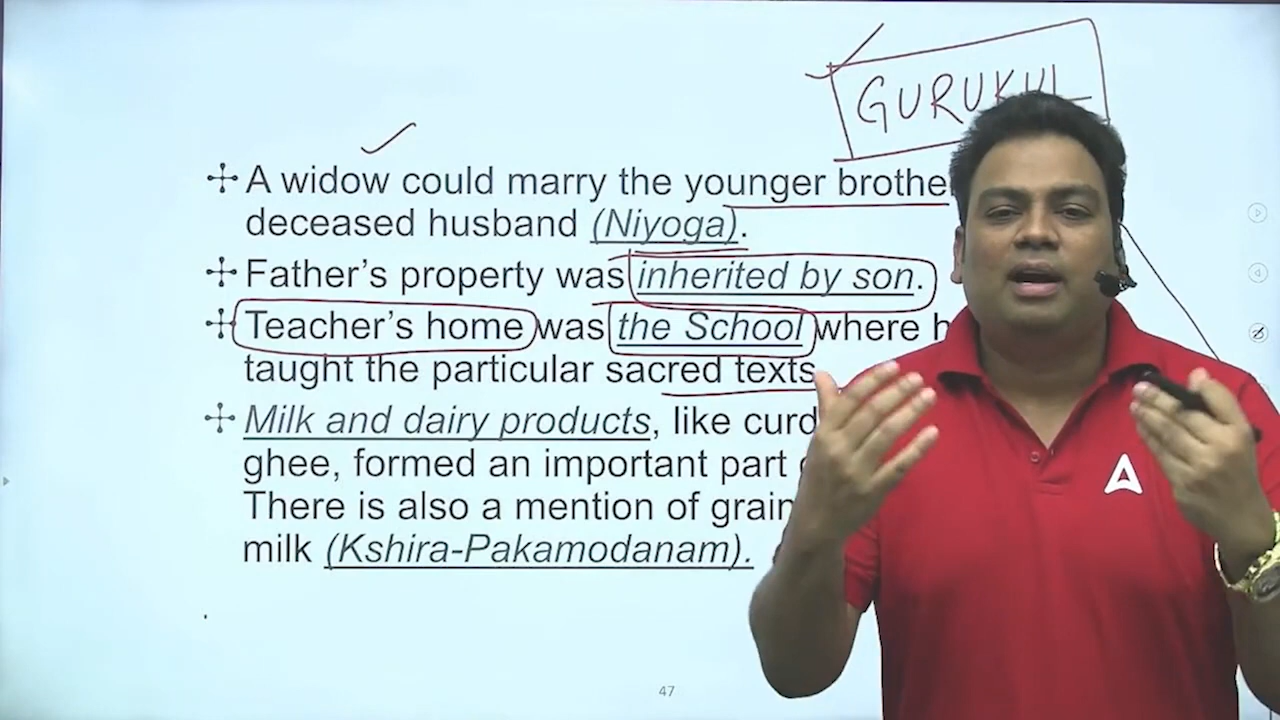 GURUKUL
A widow could marry the younger brothe
deceased husband (Niyoga).
Father's property was inherited by son.
Teacher's home was the School where h
taught the particular sacred texts
Milk and dairy products, like curd
ghee, formed an important part
There is also a mention of grain
milk (Kshira-Pakamodanam).
47